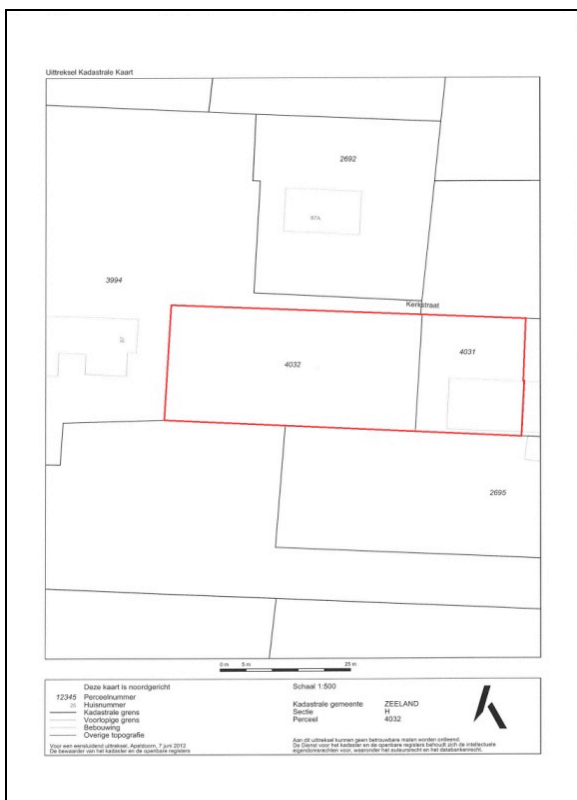 Uittreksel Kadastrale Kaart
2692
97A
3994
Kerkstraat
4032
4031
2695
0 m 5 m 25 m
Deze kaart is noordgericht
12345 Perceelnummer
25 Huisnummer
Kadastrale grens
Voorlopige grens
Bebouwing
Overige topografie
Voor een eensluidend uittreksel, Apeldoorn, 7 juni 2012
De bewaarder van het kadaster en de openbare registers
Schaal 1:500
Kadastrale gemeente ZEELAND
Sectie H
Perceel 4032
Aan dit uittreksel kunnen geen betrouwbare maten worden ontleend.
De Dienst voor het kadaster en de openbare registers behoudt zich de intellectuele
eigendomsrechten voor, waaronder het auteursrecht en het databankenrecht.